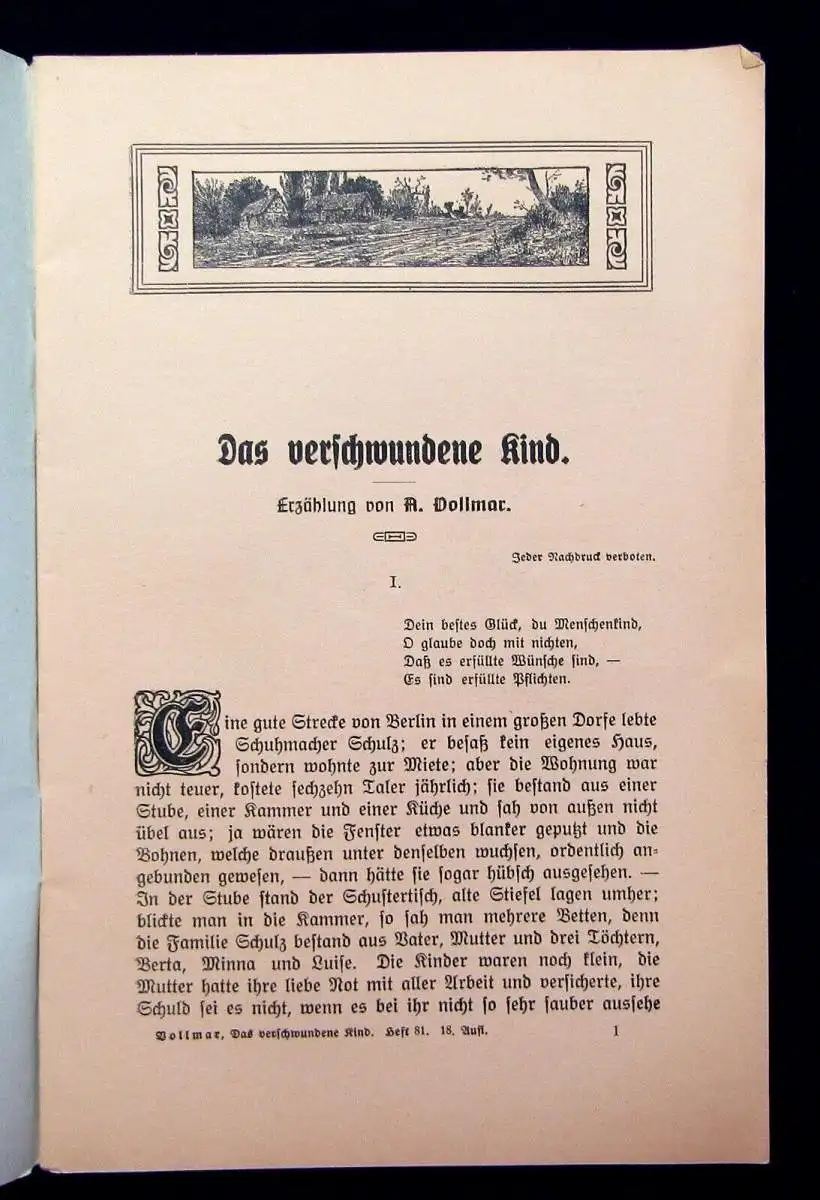 Das verschwundene Kind.
Erzählung von A. Vollmar.
Jeder Nachdruck verboten.
I.
Dein bestes Glück, du Menschenkind,
O glaube doch mit nichten,
Daß es erfüllte Wünsche sind, —
Es sind erfüllte Pflichten.
Eine gute Strecke von Berlin in einem großen Dorfe lebte
Schuhmacher Schulz; er besaß kein eigenes Haus,
sondern wohnte zur Miete; aber die Wohnung war
nicht teuer, kostete sechzehn Taler jährlich; sie bestand aus einer
Stube, einer Kammer und einer Küche und sah von außen nicht
übel aus; ja wären die Fenster etwas blanker geputzt und die
Bohnen, welche draußen unter denselben wuchsen, ordentlich an-
gebunden gewesen, — dann hätte sie sogar hübsch ausgesehen. —
In der Stube stand der Schustertisch, alte Stiefel lagen umher;
blickte man in die Kammer, so sah man mehrere Betten, denn
die Familie Schulz bestand aus Vater, Mutter und drei Töchtern,
Berta, Minna und Luise. Die Kinder waren noch klein, die
Mutter hatte ihre liebe Not mit aller Arbeit und versicherte, ihre
Schuld sei es nicht, wenn es bei ihr nicht so sehr sauber aussehe
Vollmar, Das verschwundene Kind. Heft 81. 18. Aufl. 1